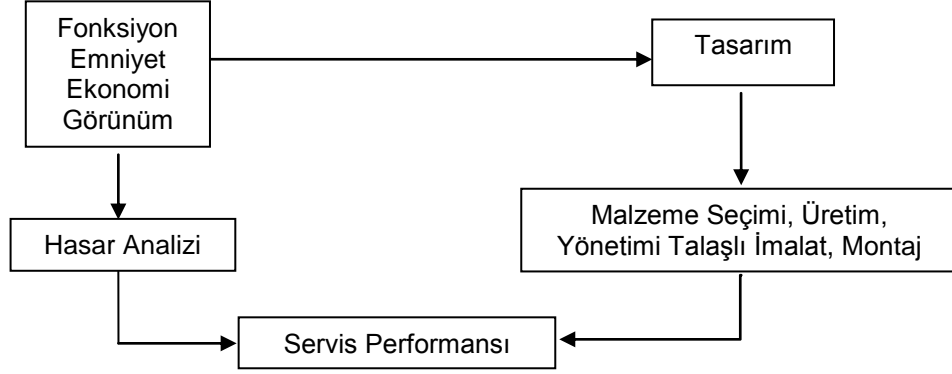 Fonksiyon
Emniyet
Ekonomi
Görünüm
Tasarım
Hasar Analizi
Malzeme Seçimi, Üretim,
Yönetimi Talaşlı İmalat, Montaj
Servis Performansı